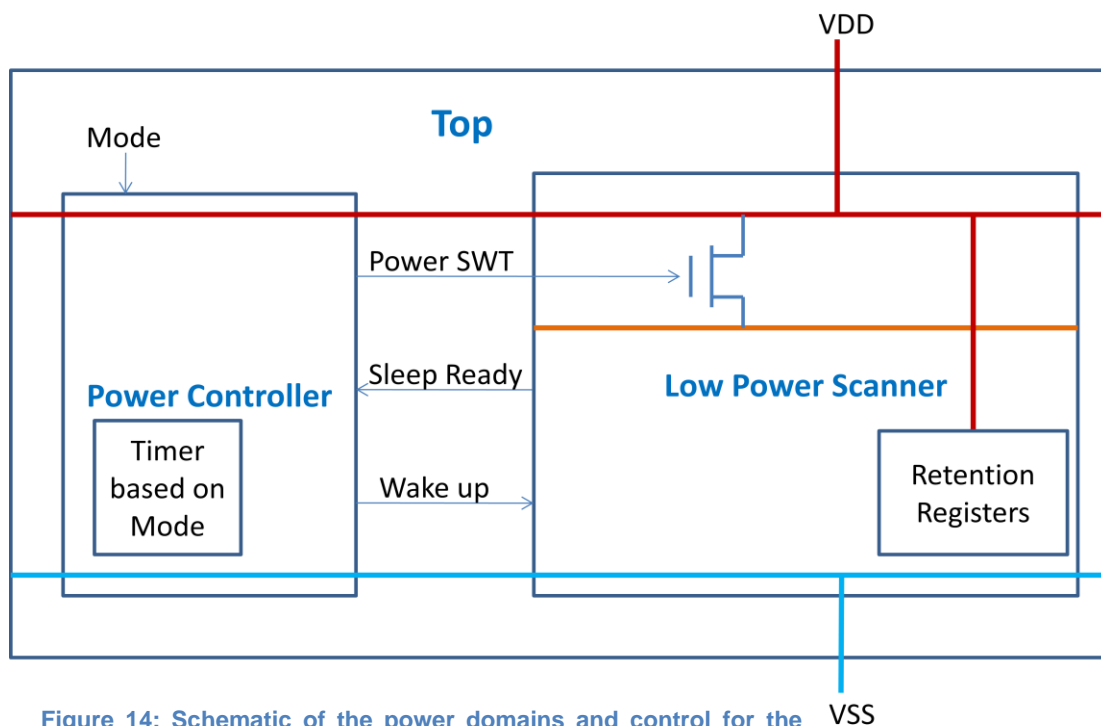 VDD
Top
Mode
Power SWT
Sleep Ready
Power Controller
Low Power Scanner
Timer
based on
Mode
Wake up
Retention
Registers
VSS
Figure 14: Schematic of the power domains and control for the